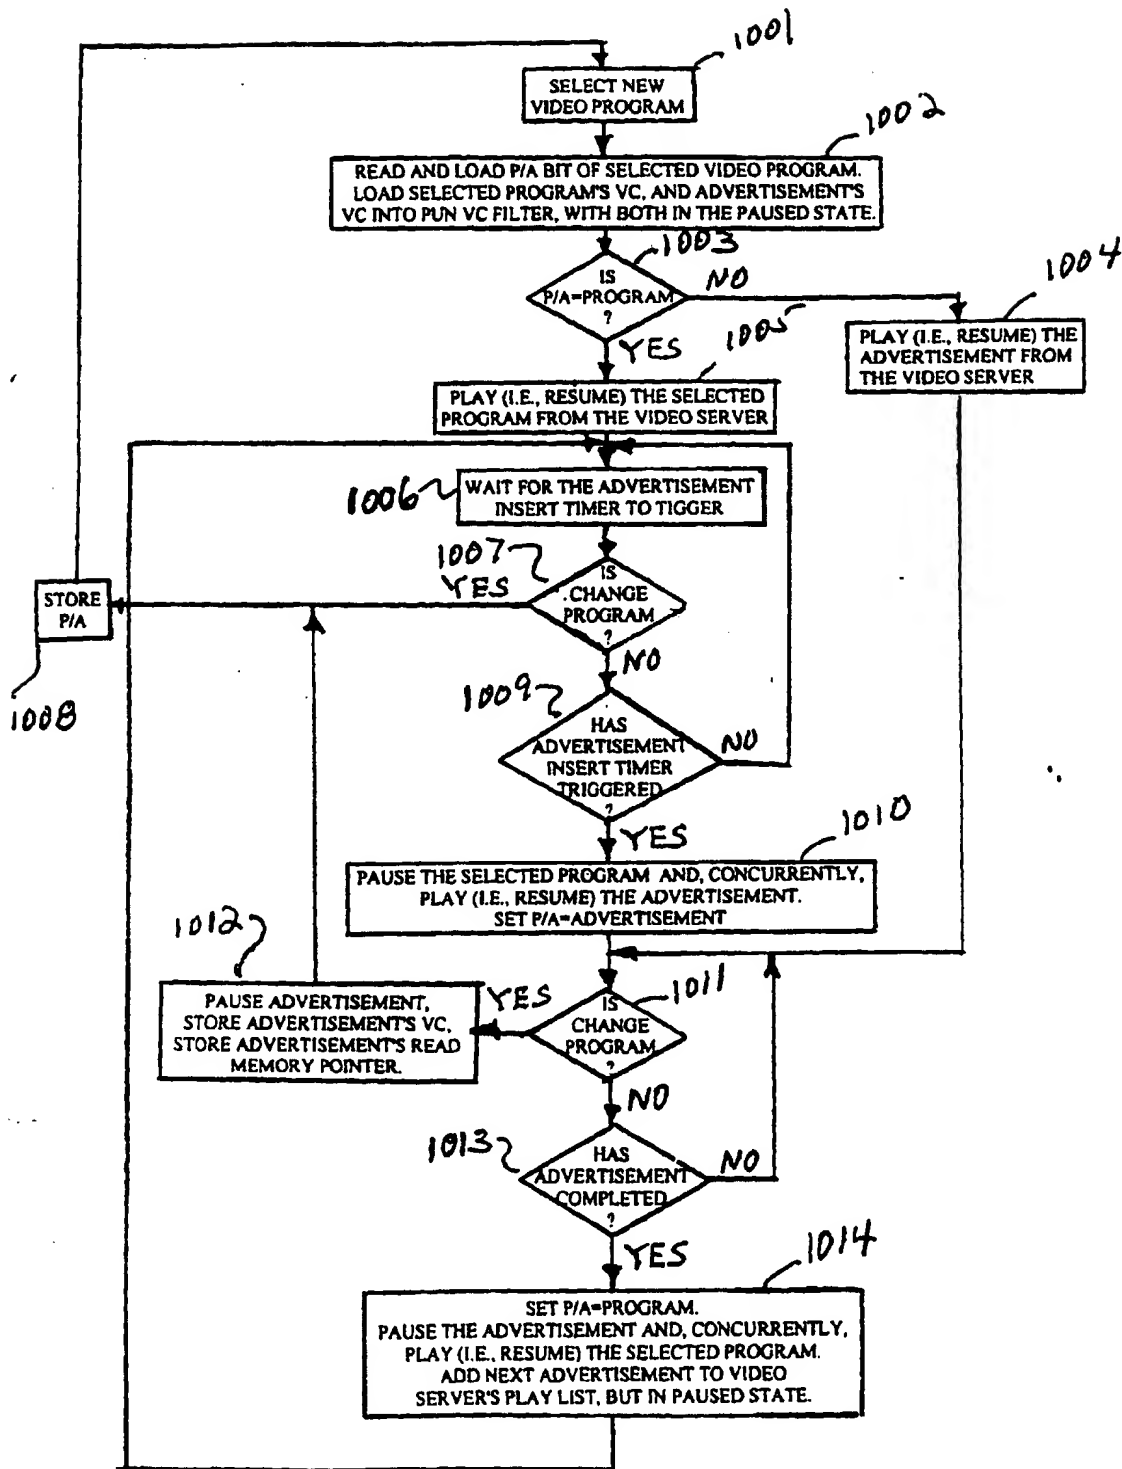 1001
SELECT NEW
VIDEO PROGRAM
1002
READ AND LOAD P/A BIT OF SELECTED VIDEO PROGRAM.
LOAD SELECTED PROGRAM'S VC, AND ADVERTISEMENT'S
VC INTO PUN VC FILTER, WITH BOTH IN THE PAUSED STATE.
1003
IS
P/A=PROGRAM
?
NO
1004
PLAY (I.E., RESUME) THE
ADVERTISEMENT FROM
THE VIDEO SERVER
YES
1005
PLAY (I.E., RESUME) THE SELECTED
PROGRAM FROM THE VIDEO SERVER
1006
WAIT FOR THE ADVERTISEMENT
INSERT TIMER TO TIGGER
1007
YES
IS
CHANGE
PROGRAM
?
STORE
P/A
1008
NO
1009
HAS
ADVERTISEMENT
INSERT TIMER
TRIGGERED
?
NO
YES
1010
PAUSE THE SELECTED PROGRAM AND, CONCURRENTLY,
PLAY (I.E., RESUME) THE ADVERTISEMENT.
SET P/A=ADVERTISEMENT
1011
IS
CHANGE
PROGRAM
?
YES
1012
PAUSE ADVERTISEMENT,
STORE ADVERTISEMENT'S VC,
STORE ADVERTISEMENT'S READ
MEMORY POINTER.
NO
1013
HAS
ADVERTISEMENT
COMPLETED
?
NO
YES
1014
SET P/A=PROGRAM.
PAUSE THE ADVERTISEMENT AND, CONCURRENTLY,
PLAY (I.E., RESUME) THE SELECTED PROGRAM.
ADD NEXT ADVERTISEMENT TO VIDEO
SERVER'S PLAY LIST, BUT IN PAUSED STATE.